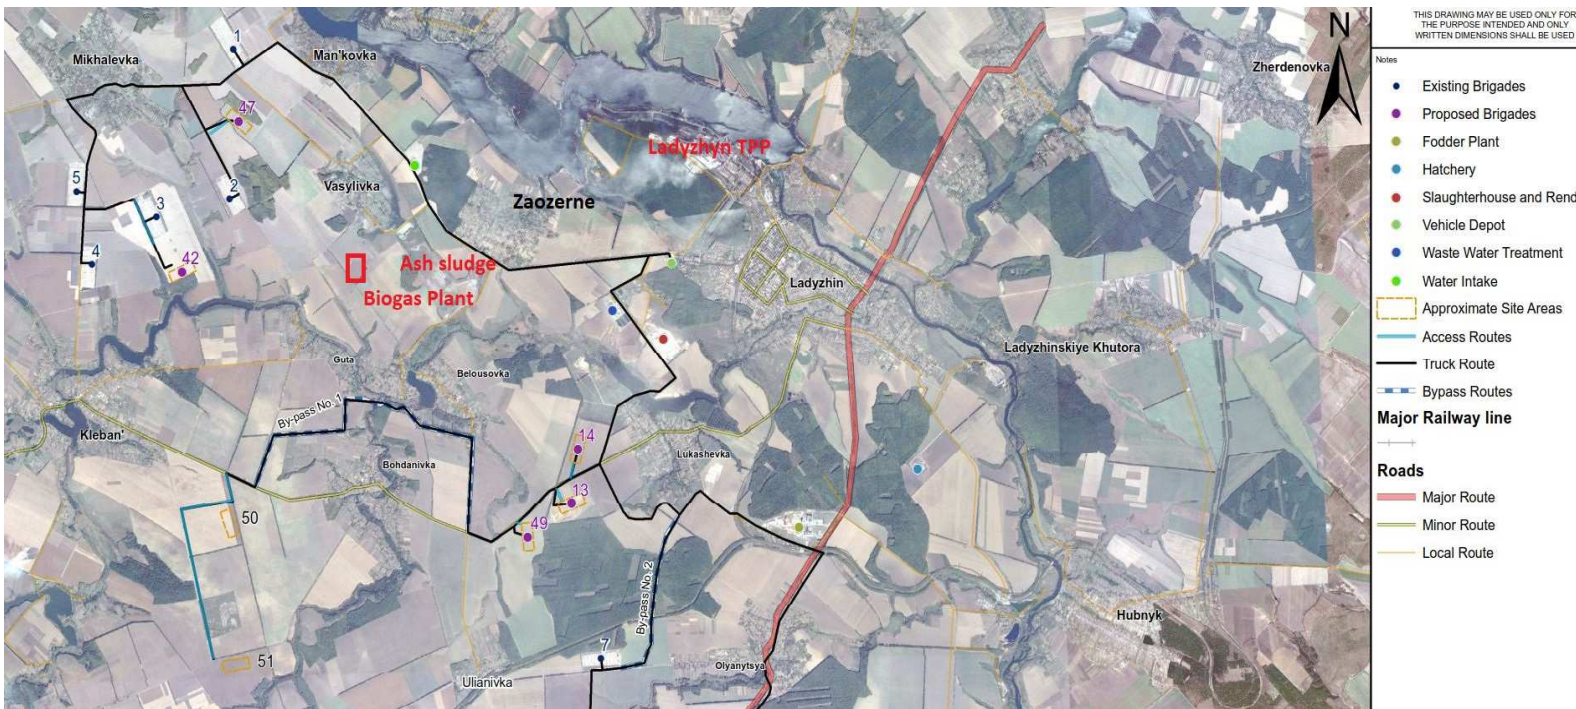 THIS DRAWING MAY BE USED ONLY FOR
THE PURPOSE INTENDED AND ONLY
WRITTEN DIMENSIONS SHALL BE USED
N
Notes
Existing Brigades
Proposed Brigades
Fodder Plant
Hatchery
Slaughterhouse and Rend
Vehicle Depot
Waste Water Treatment
Water Intake
Approximate Site Areas
Access Routes
Truck Route
Bypass Routes
Major Railway line
Roads
Major Route
Minor Route
Local Route
1
Mikhalevka
Man'kovka
Zherdenovka
47
Ladyzhyn TPP
5
2
Vasylivka
Zaozerne
3
4
42
Ash sludge
Biogas Plant
Ladyzhin
Guta
Belousovka
Ladyzhinskiye Khutora
By-pass No. 1
Kleban'
Bohdanivka
14
Lukashevka
13
50
49
By-pass No. 2
Hubnyk
7
51
Ulianivka
Olyanytsya